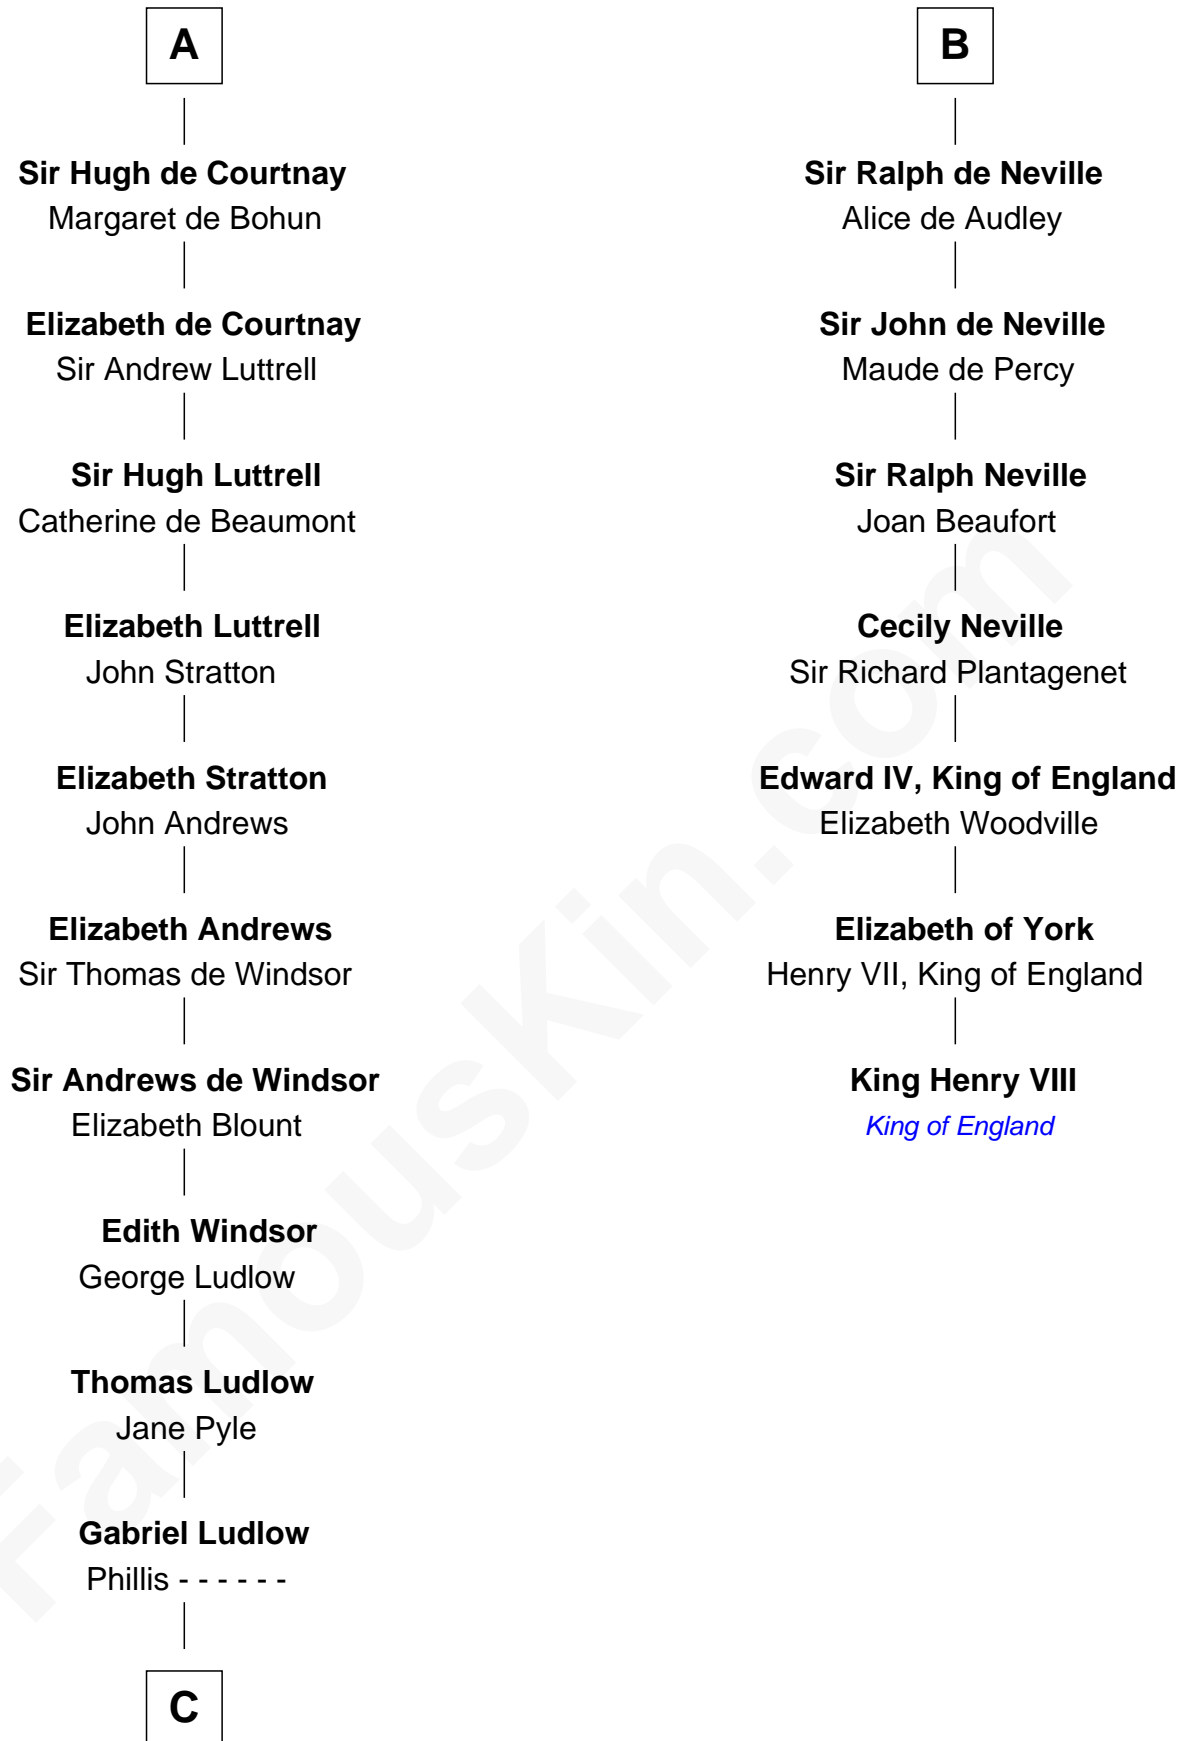 A
Sir Hugh de Courtnay
Margaret de Bohun
Elizabeth de Courtnay
Sir Andrew Luttrell
Sir Hugh Luttrell
Catherine de Beaumont
Elizabeth Luttrell
John Stratton
Elizabeth Stratton
John Andrews
Elizabeth Andrews
Sir Thomas de Windsor
Sir Andrews de Windsor
Elizabeth Blount
Edith Windsor
George Ludlow
Thomas Ludlow
Jane Pyle
Gabriel Ludlow
Phillis - - - - - -
C
B
Sir Ralph de Neville
Alice de Audley
Sir John de Neville
Maude de Percy
Sir Ralph Neville
Joan Beaufort
Cecily Neville
Sir Richard Plantagenet
Edward IV, King of England
Elizabeth Woodville
Elizabeth of York
Henry VII, King of England
King Henry VIII
King of England
FamousKin.com